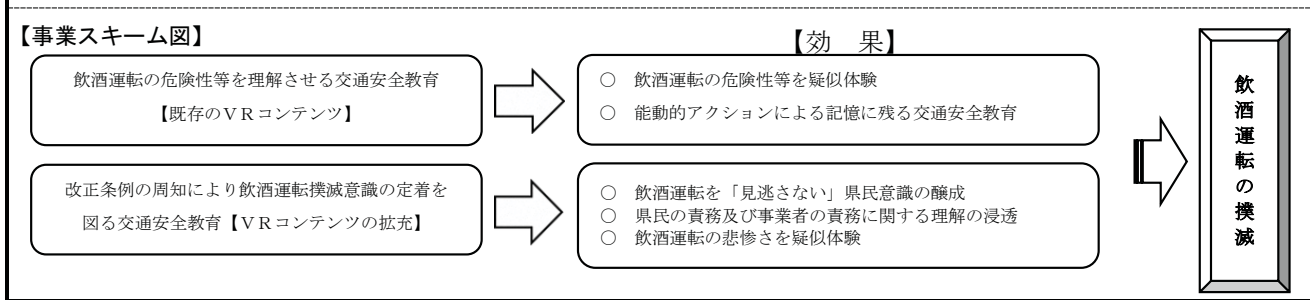 【事業スキーム図】
【効　果】
飲酒運転の危険性等を理解させる交通安全教育
【既存のＶＲコンテンツ】
○　飲酒運転の危険性等を疑似体験
○　能動的アクションによる記憶に残る交通安全教育
改正条例の周知により飲酒運転撲滅意識の定着を
図る交通安全教育【ＶＲコンテンツの拡充】
○　飲酒運転を「見逃さない」県民意識の醸成
○　県民の責務及び事業者の責務に関する理解の浸透
○　飲酒運転の悲惨さを疑似体験
飲酒運転の撲滅